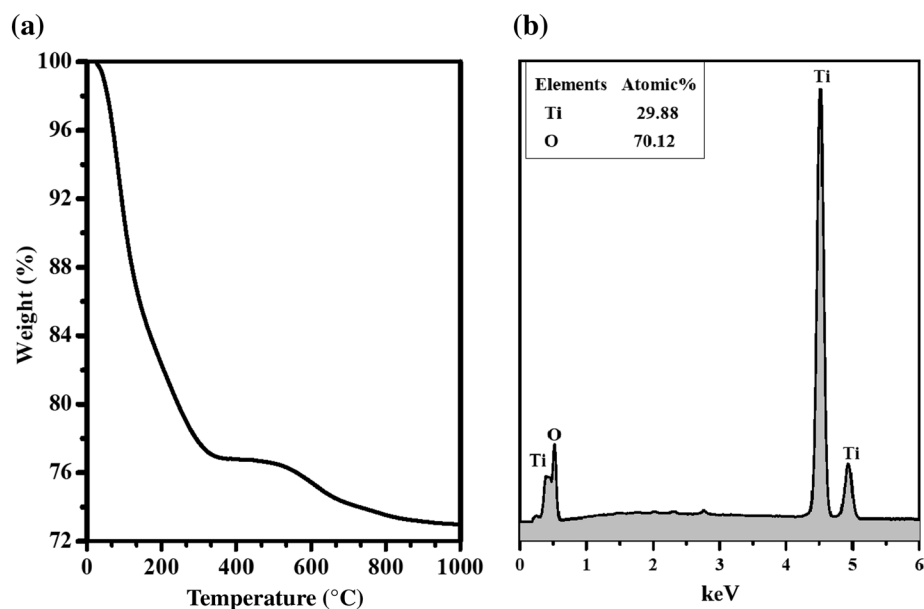 (a)
100
96
92
88
84
80
76
72
Weight (%)
0 200 400 600 800 1000
Temperature (°C)
(b)
Elements Atomic%
Ti 29.88
O 70.12
Ti
Ti
O
Ti
0 1 2 3 4 5 6
keV